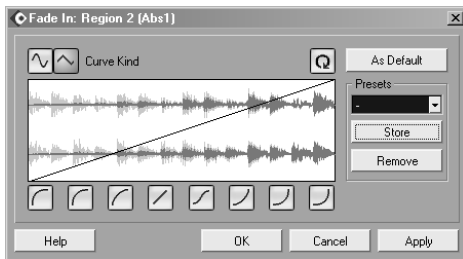 Fade In: Region 2 (Abs1)
Curve Kind
As Default
Presets
-
Store
Remove
Help
OK
Cancel
Apply